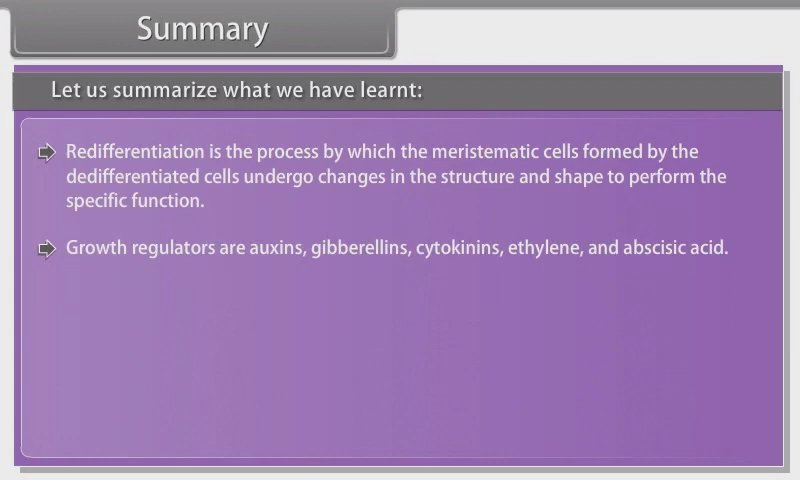 Summary
Let us summarize what we have learnt:
Redifferentiation is the process by which the meristematic cells formed by the
dedifferentiated cells undergo changes in the structure and shape to perform the
specific function.
Growth regulators are auxins, gibberellins, cytokinins, ethylene, and abscisic acid.